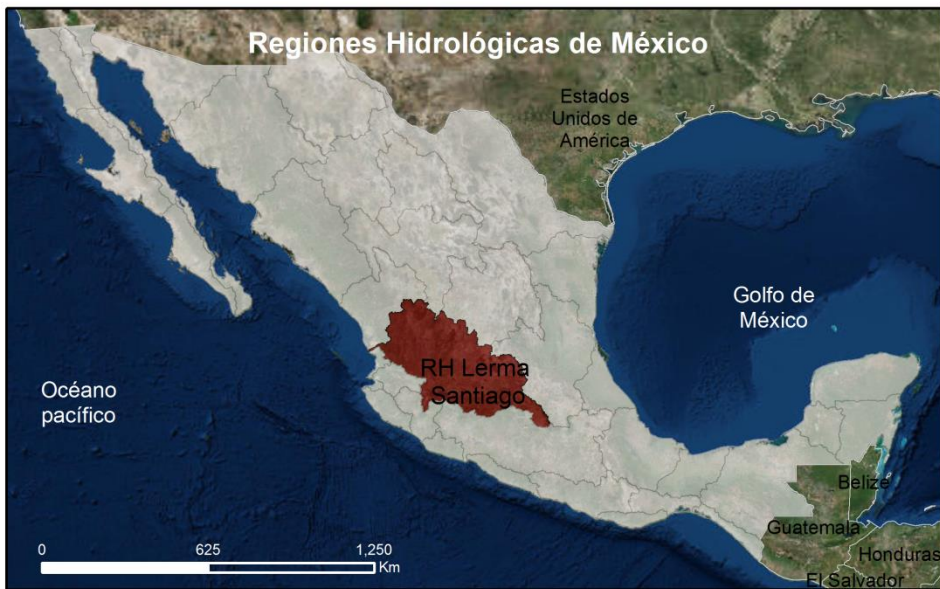 Regiones Hidrológicas de México
Estados
Unidos de
América
Golfo de
México
RH Lerma
Santiago
Océano
pacífico
Belize
Guatemala
Honduras
El Salvador
0 625 1,250
Km